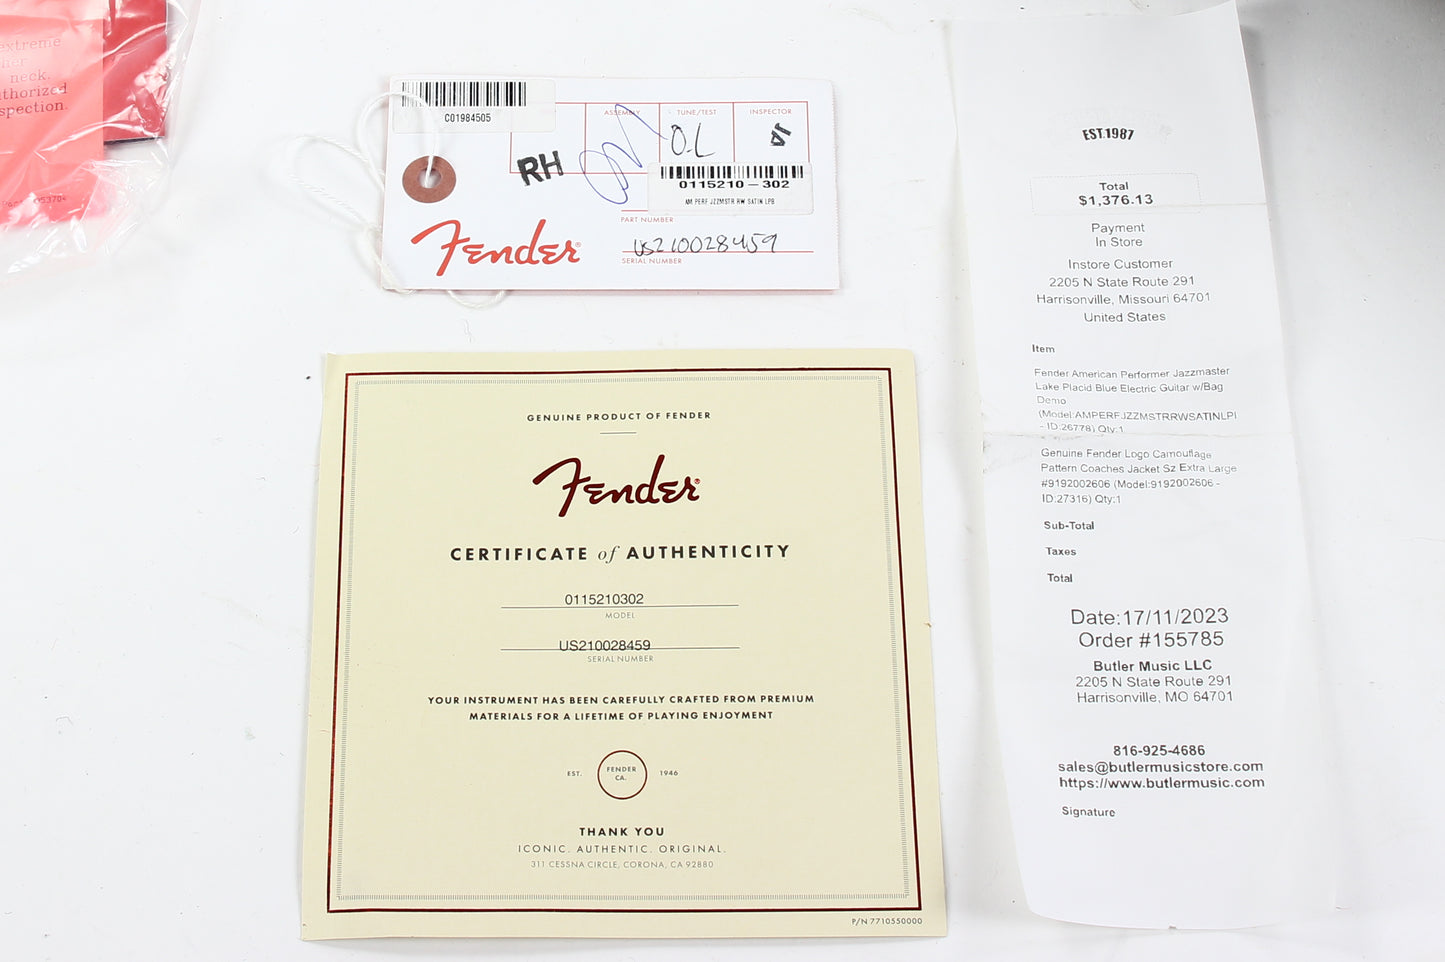 extreme
her
neck.
uthorized
spection.
C01984505
ASSEMBLY
TUNE/TEST
INSPECTOR
RH
O.L
0115210-302
AM PERF JZZMSTR RW SATIN LPB
PART NUMBER
US210028459
SERIAL NUMBER
Fender
GENUINE PRODUCT OF FENDER
Fender
CERTIFICATE of AUTHENTICITY
0115210302
MODEL
US210028459
SERIAL NUMBER
YOUR INSTRUMENT HAS BEEN CAREFULLY CRAFTED FROM PREMIUM
MATERIALS FOR A LIFETIME OF PLAYING ENJOYMENT
EST. FENDER CA. 1946
THANK YOU
ICONIC. AUTHENTIC. ORIGINAL.
311 CESSNA CIRCLE, CORONA, CA 92880
P/N 7710550000
EST.1987
Total
$1,376.13
Payment
In Store
Instore Customer
2205 N State Route 291
Harrisonville, Missouri 64701
United States
Item
Fender American Performer Jazzmaster
Lake Placid Blue Electric Guitar w/Bag
Demo
(Model:AMPERFJZZMSTRRWSATINLPI
- ID:26778) Qty:1
Genuine Fender Logo Camouflage
Pattern Coaches Jacket Sz Extra Large
#9192002606 (Model:9192002606 -
ID:27316) Qty:1
Sub-Total
Taxes
Total
Date:17/11/2023
Order #155785
Butler Music LLC
2205 N State Route 291
Harrisonville, MO 64701
816-925-4686
sales@butlermusicstore.com
https://www.butlermusic.com
Signature